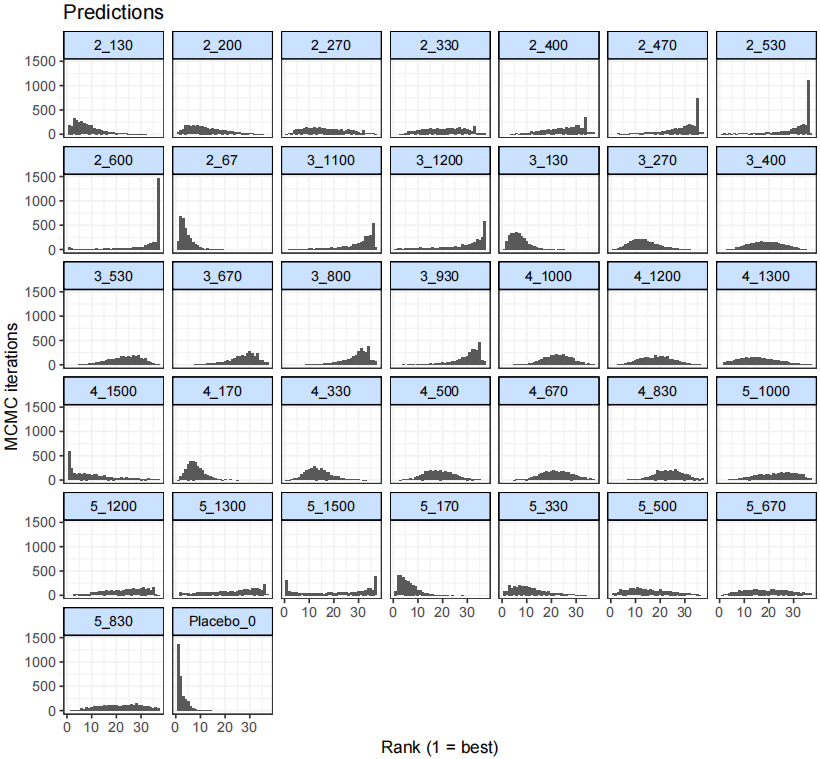 Predictions
2_130 2_200 2_270 2_330 2_400 2_470 2_530
1500
1000
500
0
2_600 2_67 3_1100 3_1200 3_130 3_270 3_400
1500
1000
500
0
3_530 3_670 3_800 3_930 4_1000 4_1200 4_1300
1500
1000
500
0
4_1500 4_170 4_330 4_500 4_670 4_830 5_1000
1500
1000
500
0
5_1200 5_1300 5_1500 5_170 5_330 5_500 5_670
1500
1000
500
0
0 10 20 30 0 10 20 30 0 10 20 30 0 10 20 30 0 10 20 30
5_830 Placebo_0
1500
1000
500
0
0 10 20 30 0 10 20 30
MCMC iterations
Rank (1 = best)